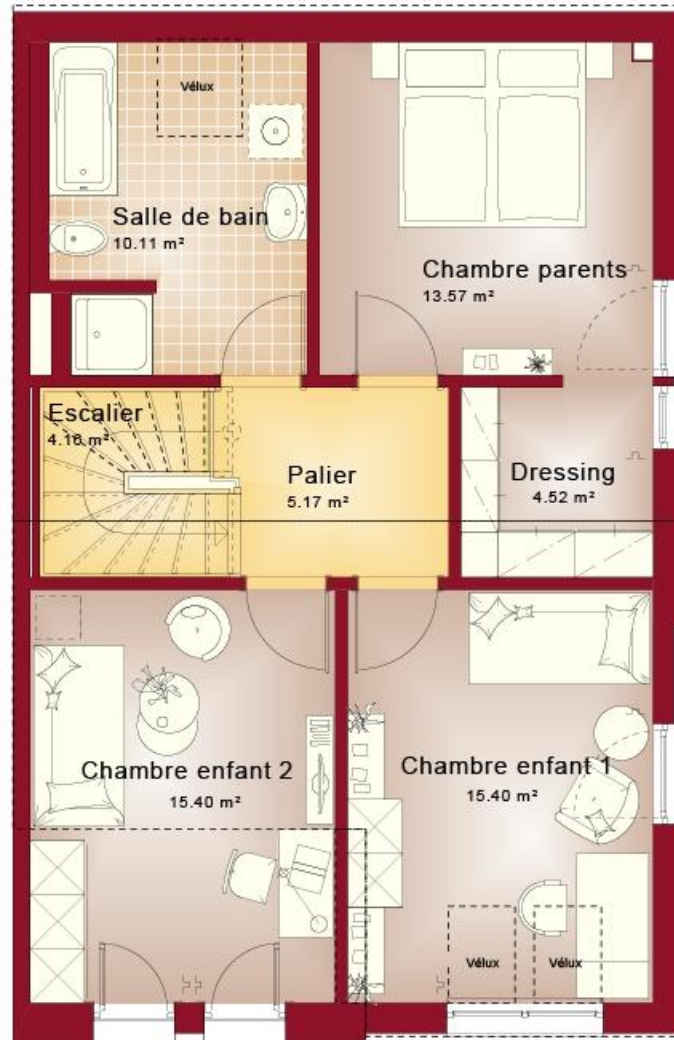 Vélux
Salle de bain
10.11 m²
Chambre parents
13.57 m²
Escalier
4.16 m²
Palier
5.17 m²
Dressing
4.52 m²
Chambre enfant 2
15.40 m²
Chambre enfant 1
15.40 m²
Vélux
Vélux